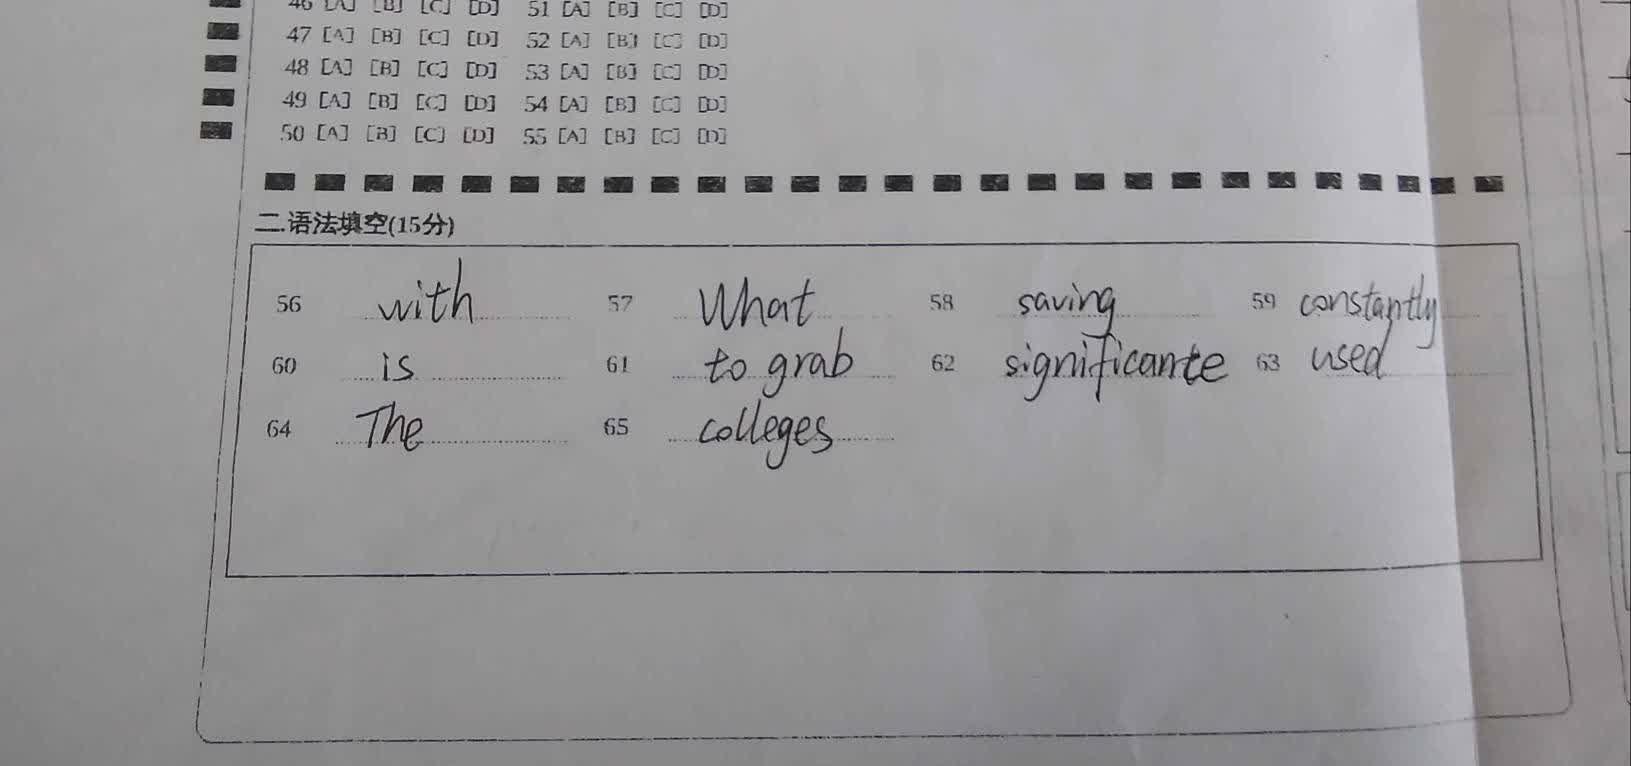 46 [A] [B] [C] [D] 51 [A] [B] [C] [D]
47 [A] [B] [C] [D] 52 [A] [B] [C] [D]
48 [A] [B] [C] [D] 53 [A] [B] [C] [D]
49 [A] [B] [C] [D] 54 [A] [B] [C] [D]
50 [A] [B] [C] [D] 55 [A] [B] [C] [D]
二.语法填空(15分)
56 with 57 What 58 saving 59 constantly
60 is 61 to grab 62 significante 63 used
64 The 65 colleges